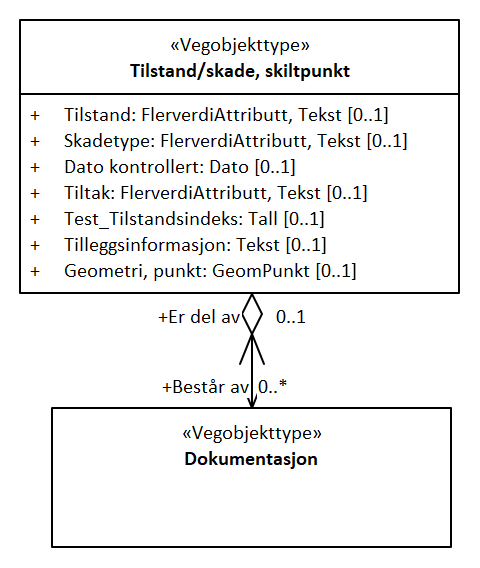 «Vegobjekttype»
Tilstand/skade, skiltpunkt
+ Tilstand: FlerverdiAttributt, Tekst [0..1]
+ Skadetype: FlerverdiAttributt, Tekst [0..1]
+ Dato kontrollert: Dato [0..1]
+ Tiltak: FlerverdiAttributt, Tekst [0..1]
+ Test_Tilstandsindeks: Tall [0..1]
+ Tilleggsinformasjon: Tekst [0..1]
+ Geometri, punkt: GeomPunkt [0..1]
+Er del av 0..1
+Består av 0..*
«Vegobjekttype»
Dokumentasjon